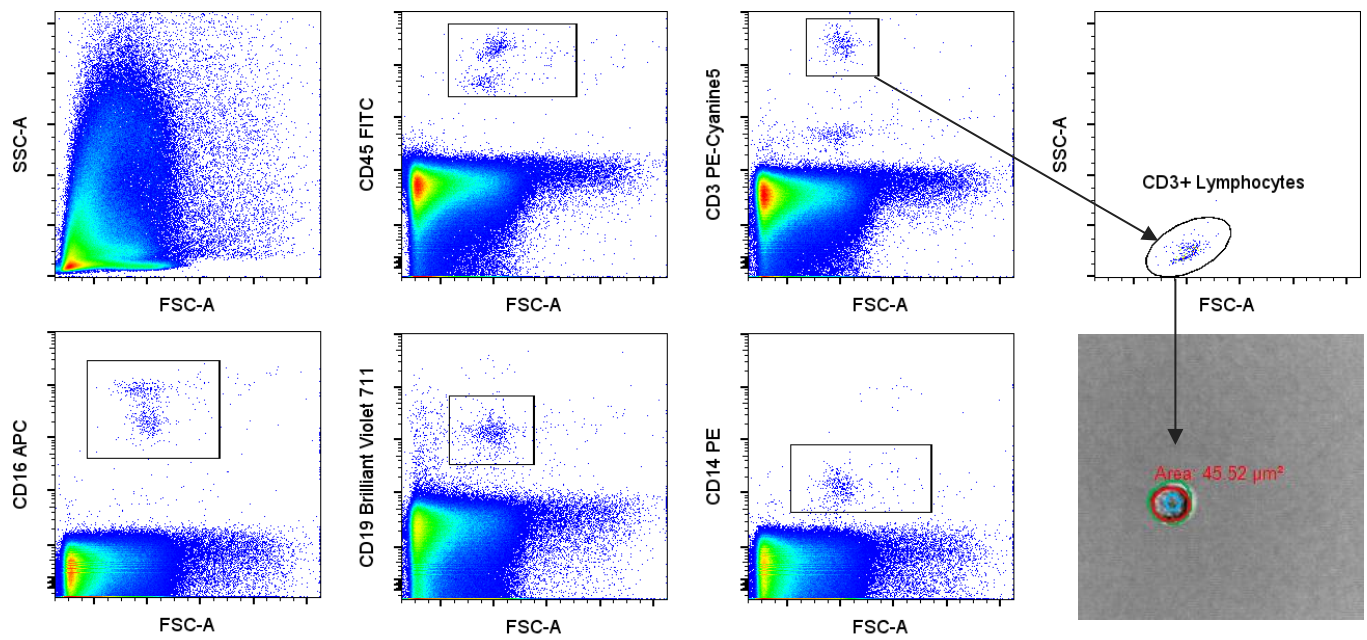 SSC-A
FSC-A
CD45 FITC
FSC-A
CD3 PE-Cyanine5
FSC-A
SSC-A
CD3+ Lymphocytes
FSC-A
CD16 APC
FSC-A
CD19 Brilliant Violet 711
FSC-A
CD14 PE
FSC-A
Area: 45.52 µm²